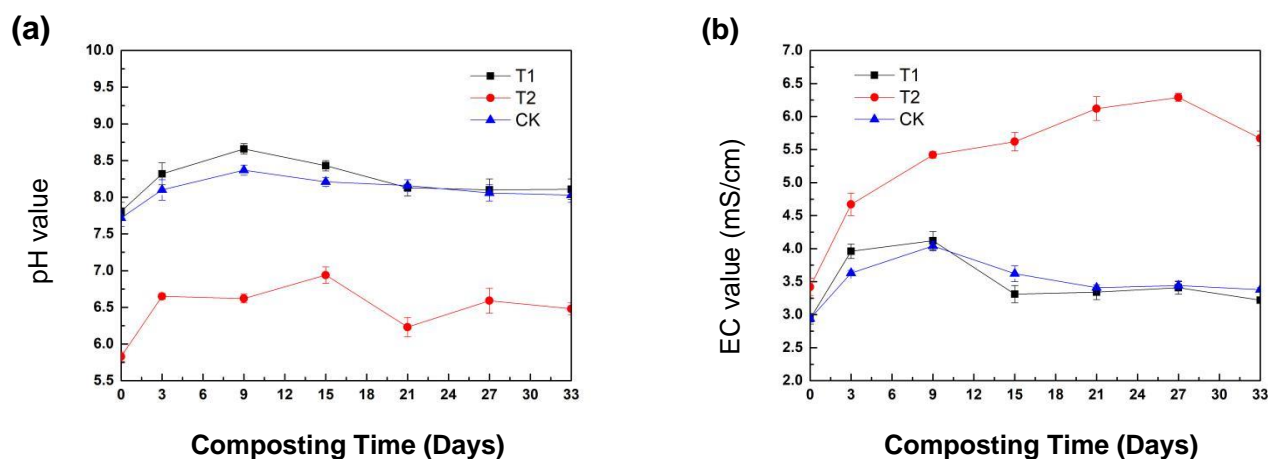 (a)
10.0
9.5
9.0
8.5
8.0
7.5
7.0
6.5
6.0
5.5
pH value
T1
T2
CK
0 3 6 9 12 15 18 21 24 27 30 33
Composting Time (Days)
(b)
7.0
6.5
6.0
5.5
5.0
4.5
4.0
3.5
3.0
2.5
2.0
EC value (mS/cm)
T1
T2
CK
0 3 6 9 12 15 18 21 24 27 30 33
Composting Time (Days)